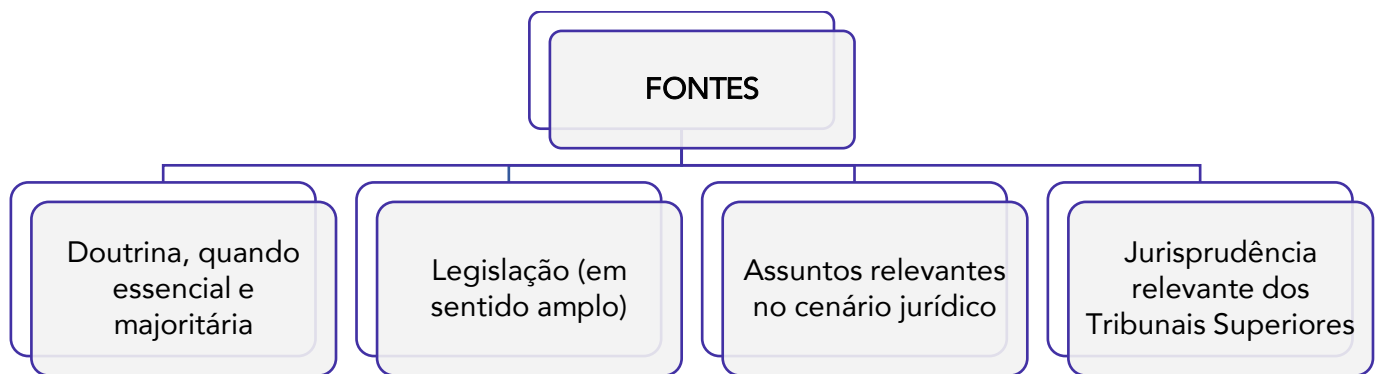 FONTES
Doutrina, quando
essencial e
majoritária
Legislação (em
sentido amplo)
Assuntos relevantes
no cenário jurídico
Jurisprudência
relevante dos
Tribunais Superiores